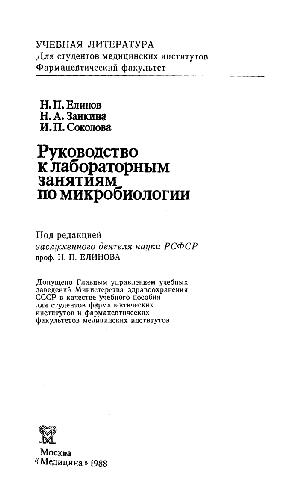 УЧЕБНАЯ ЛИТЕРАТУРА
Для студентов медицинских институтов
Фармацевтический факультет
Н. П. Елинов
Н. А. Заикина
И. П. Соколова
Руководство
к лабораторным
занятиям
по микробиологии
Под редакцией
заслуженного деятеля науки РСФСР
проф. Н. П. ЕЛИНОВА
Допущено Главным управлением учебных
заведений Министерства здравоохранения
СССР в качестве учебного пособия
для студентов фармацевтических
институтов и фармацевтических
факультетов медицинских институтов
Москва
«Медицина» 1988